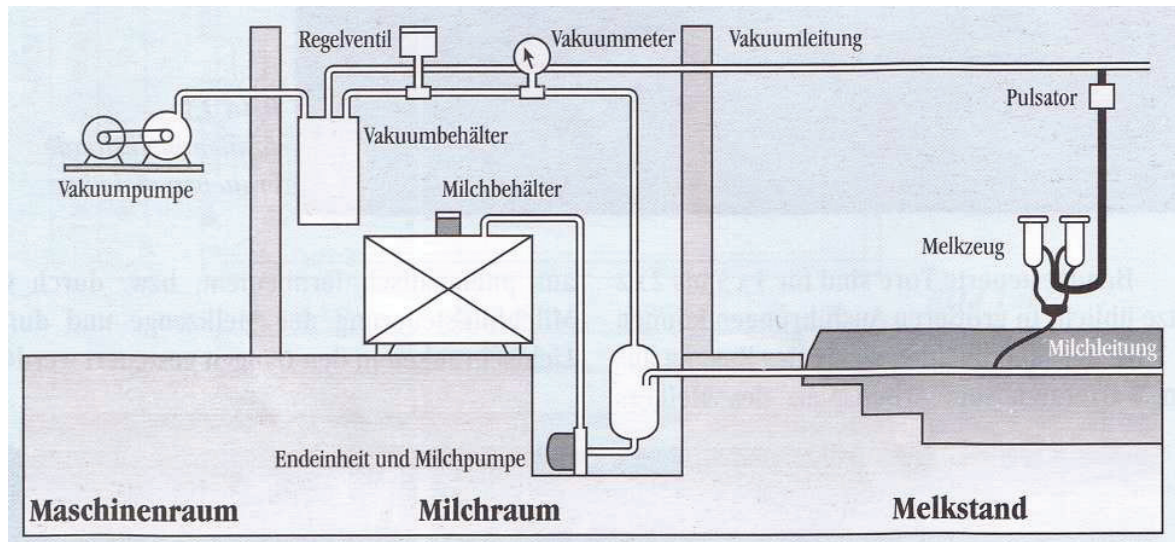 Regelventil
Vakuummeter
Vakuumleitung
Pulsator
Vakuumbehälter
Vakuumpumpe
Milchbehälter
Melkzeug
Milchleitung
Endeinheit und Milchpumpe
Maschinenraum
Milchraum
Melkstand